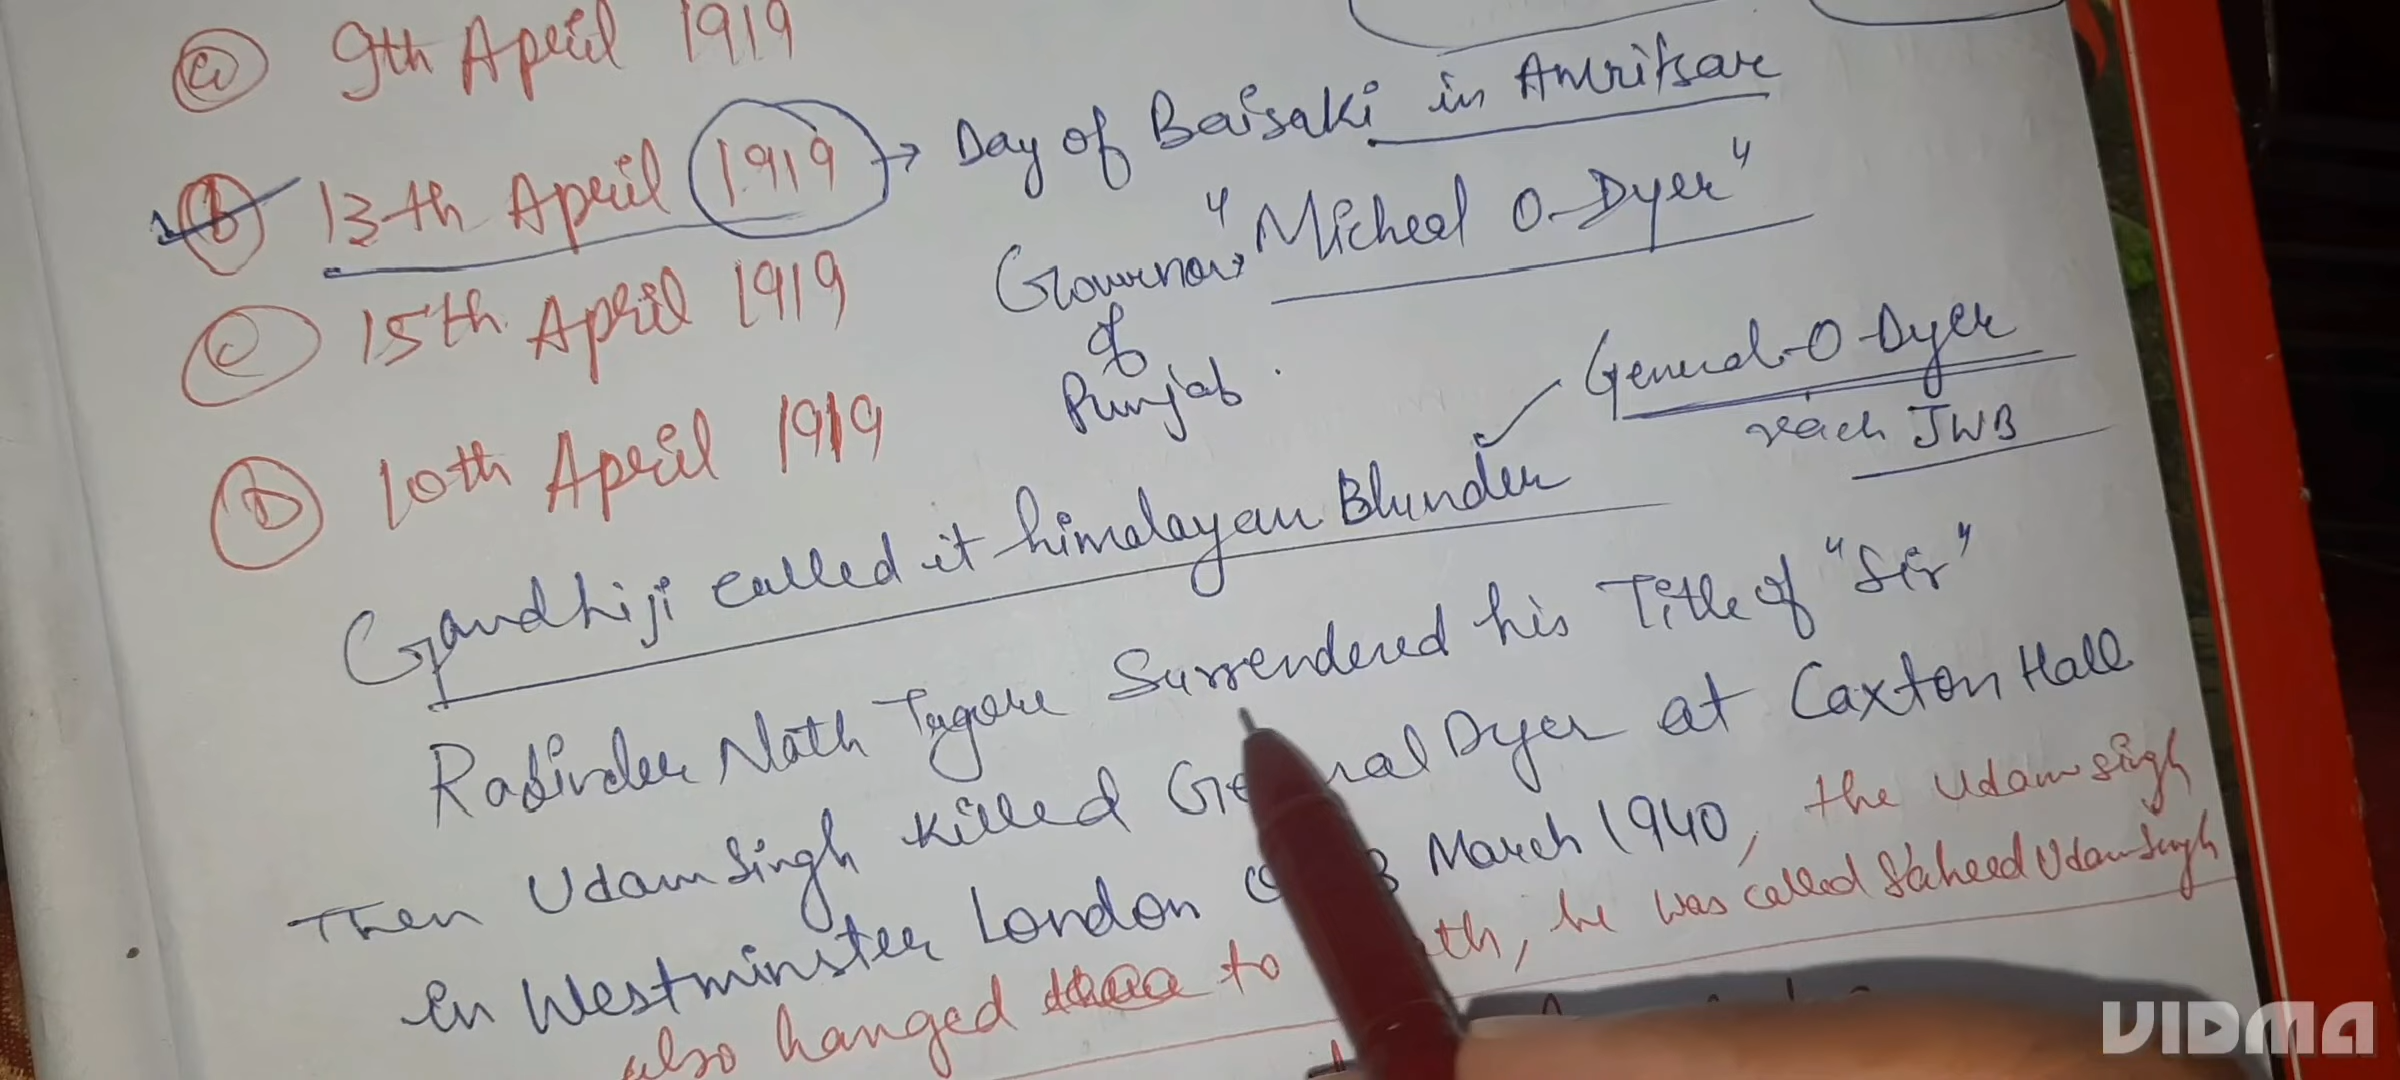 (a) 9th April 1919
(B) 13th April 1919 → Day of Baisaki in Amritsar
Governor "Micheal O-Dyer"
of
Punjab.
(C) 15th April 1919
General-O-Dyer
reach JWB
(D) 10th April 1919
Gandhiji called it himalayan Blunder
Rabinder Nath Tagore Surrendered his Title of "Sir"
Then Udam Singh killed General Dyer at Caxton Hall
in Westminster London March 1940, the Udam singh
also hanged to he was called Shaheed Udam Singh
VIDMA